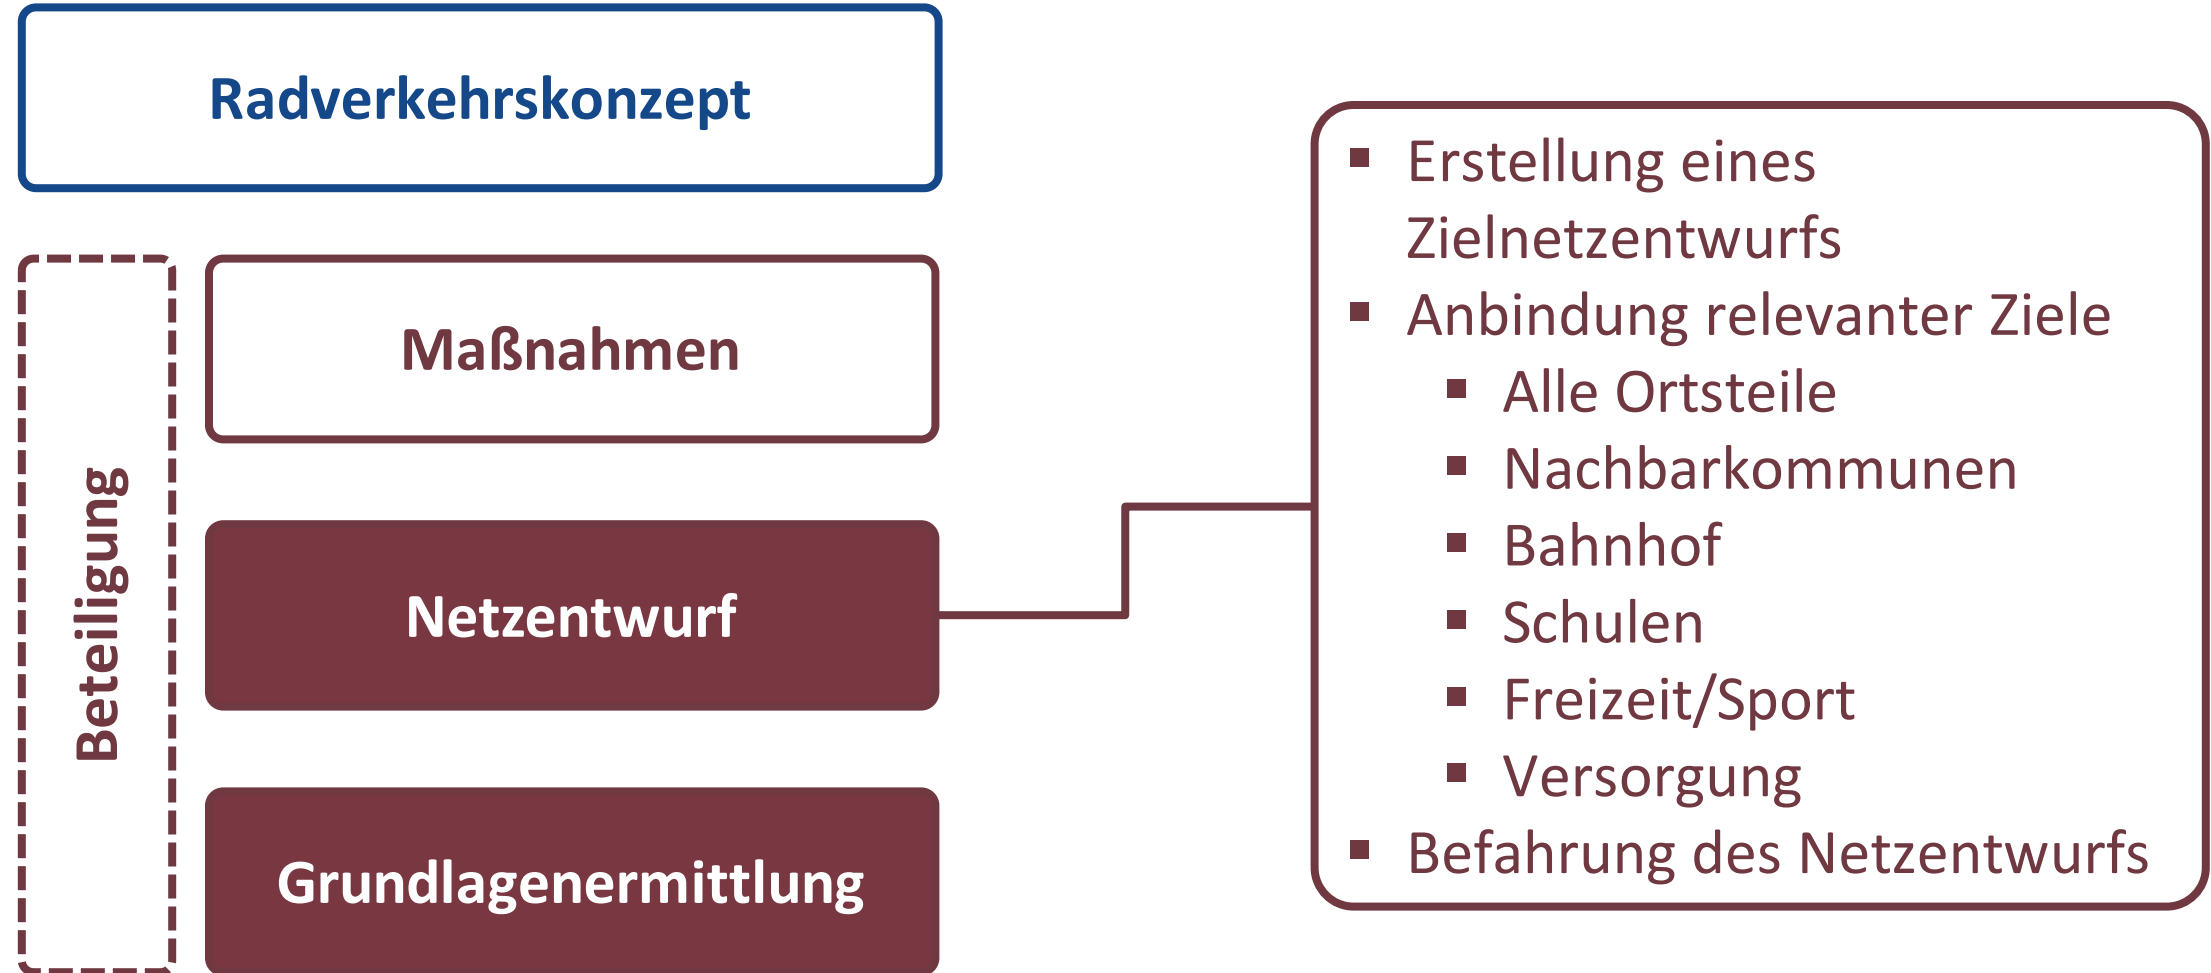 Radverkehrskonzept
Beteiligung
Maßnahmen
Netzentwurf
Grundlagenermittlung
▪ Erstellung eines
Zielnetzentwurfs
▪ Anbindung relevanter Ziele
▪ Alle Ortsteile
▪ Nachbarkommunen
▪ Bahnhof
▪ Schulen
▪ Freizeit/Sport
▪ Versorgung
▪ Befahrung des Netzentwurfs